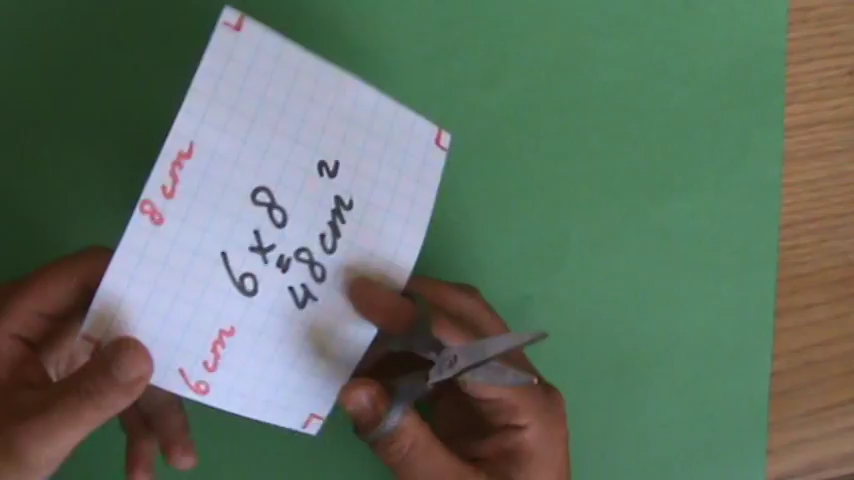 8 cm
6 × 8
= 48 cm²
6 cm